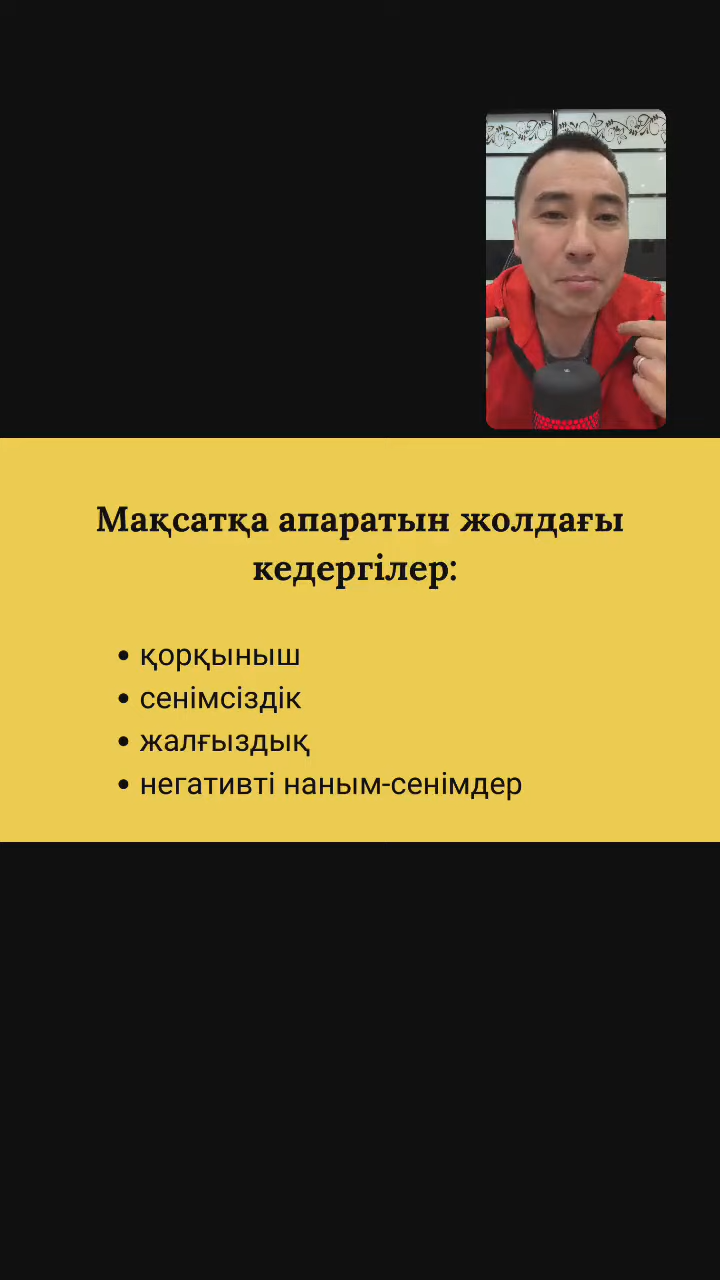 Мақсатқа апаратын жолдағы
кедергілер:
• қорқыныш
• сенімсіздік
• жалғыздық
• негативті наным-сенімдер